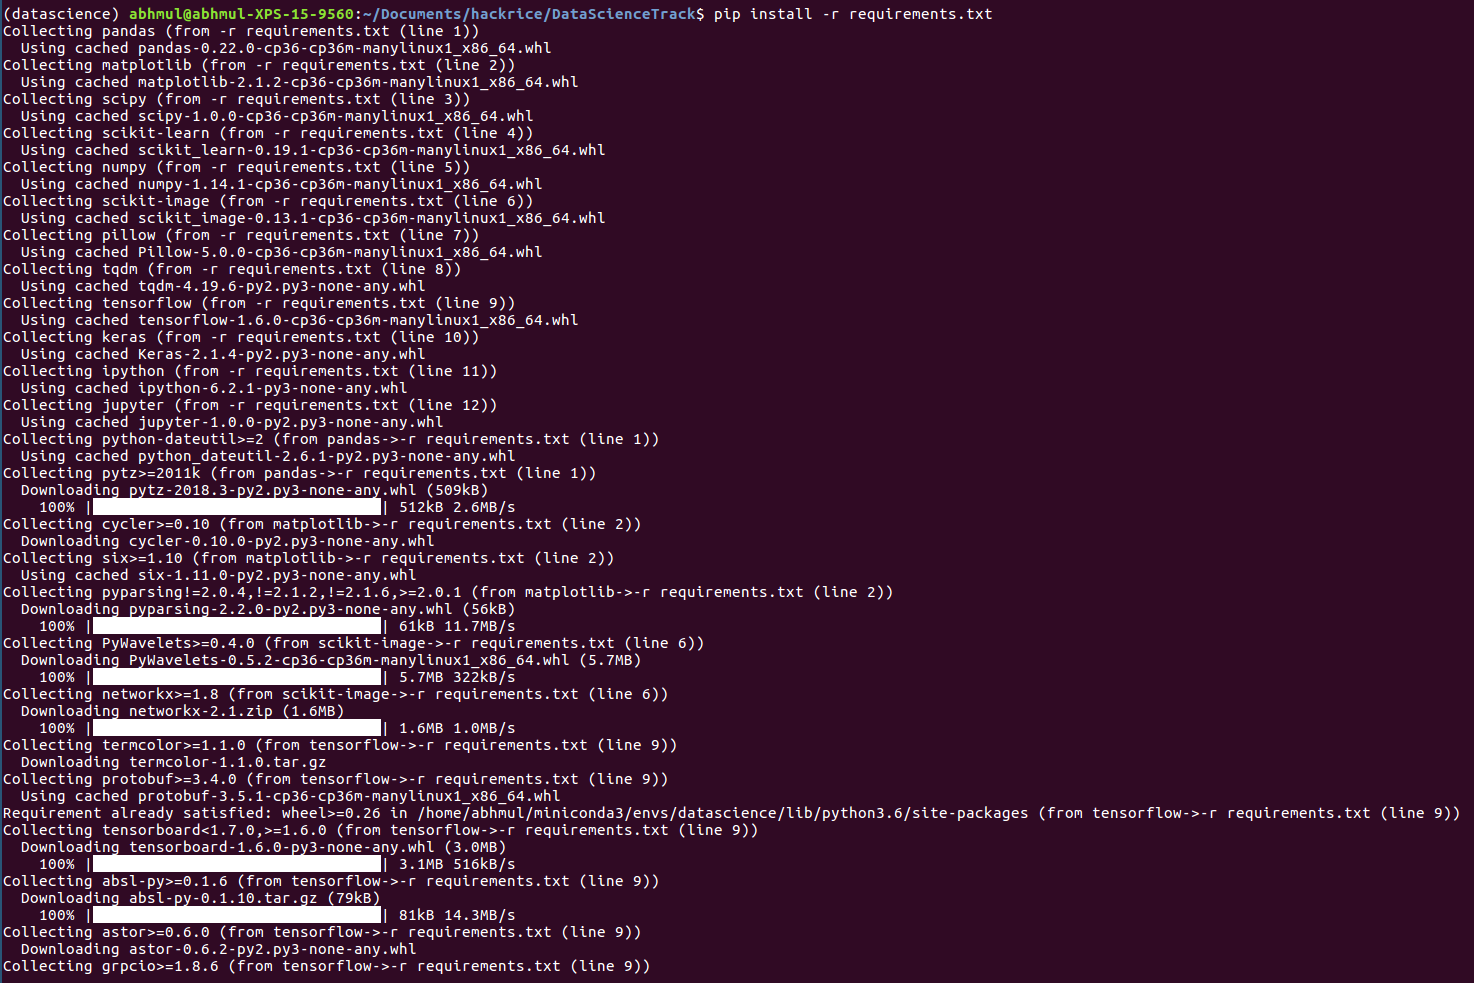 (datascience) abhmul@abhmul-XPS-15-9560:~/Documents/hackrice/DataScienceTrack$ pip install -r requirements.txt
Collecting pandas (from -r requirements.txt (line 1))
  Using cached pandas-0.22.0-cp36-cp36m-manylinux1_x86_64.whl
Collecting matplotlib (from -r requirements.txt (line 2))
  Using cached matplotlib-2.1.2-cp36-cp36m-manylinux1_x86_64.whl
Collecting scipy (from -r requirements.txt (line 3))
  Using cached scipy-1.0.0-cp36-cp36m-manylinux1_x86_64.whl
Collecting scikit-learn (from -r requirements.txt (line 4))
  Using cached scikit_learn-0.19.1-cp36-cp36m-manylinux1_x86_64.whl
Collecting numpy (from -r requirements.txt (line 5))
  Using cached numpy-1.14.1-cp36-cp36m-manylinux1_x86_64.whl
Collecting scikit-image (from -r requirements.txt (line 6))
  Using cached scikit_image-0.13.1-cp36-cp36m-manylinux1_x86_64.whl
Collecting pillow (from -r requirements.txt (line 7))
  Using cached Pillow-5.0.0-cp36-cp36m-manylinux1_x86_64.whl
Collecting tqdm (from -r requirements.txt (line 8))
  Using cached tqdm-4.19.6-py2.py3-none-any.whl
Collecting tensorflow (from -r requirements.txt (line 9))
  Using cached tensorflow-1.6.0-cp36-cp36m-manylinux1_x86_64.whl
Collecting keras (from -r requirements.txt (line 10))
  Using cached Keras-2.1.4-py2.py3-none-any.whl
Collecting ipython (from -r requirements.txt (line 11))
  Using cached ipython-6.2.1-py3-none-any.whl
Collecting jupyter (from -r requirements.txt (line 12))
  Using cached jupyter-1.0.0-py2.py3-none-any.whl
Collecting python-dateutil>=2 (from pandas->-r requirements.txt (line 1))
  Using cached python_dateutil-2.6.1-py2.py3-none-any.whl
Collecting pytz>=2011k (from pandas->-r requirements.txt (line 1))
  Downloading pytz-2018.3-py2.py3-none-any.whl (509kB)
    100% |████████████████████████████████| 512kB 2.6MB/s
Collecting cycler>=0.10 (from matplotlib->-r requirements.txt (line 2))
  Downloading cycler-0.10.0-py2.py3-none-any.whl
Collecting six>=1.10 (from matplotlib->-r requirements.txt (line 2))
  Using cached six-1.11.0-py2.py3-none-any.whl
Collecting pyparsing!=2.0.4,!=2.1.2,!=2.1.6,>=2.0.1 (from matplotlib->-r requirements.txt (line 2))
  Downloading pyparsing-2.2.0-py2.py3-none-any.whl (56kB)
    100% |████████████████████████████████| 61kB 11.7MB/s
Collecting PyWavelets>=0.4.0 (from scikit-image->-r requirements.txt (line 6))
  Downloading PyWavelets-0.5.2-cp36-cp36m-manylinux1_x86_64.whl (5.7MB)
    100% |████████████████████████████████| 5.7MB 322kB/s
Collecting networkx>=1.8 (from scikit-image->-r requirements.txt (line 6))
  Downloading networkx-2.1.zip (1.6MB)
    100% |████████████████████████████████| 1.6MB 1.0MB/s
Collecting termcolor>=1.1.0 (from tensorflow->-r requirements.txt (line 9))
  Downloading termcolor-1.1.0.tar.gz
Collecting protobuf>=3.4.0 (from tensorflow->-r requirements.txt (line 9))
  Using cached protobuf-3.5.1-cp36-cp36m-manylinux1_x86_64.whl
Requirement already satisfied: wheel>=0.26 in /home/abhmul/miniconda3/envs/datascience/lib/python3.6/site-packages (from tensorflow->-r requirements.txt (line 9))
Collecting tensorboard<1.7.0,>=1.6.0 (from tensorflow->-r requirements.txt (line 9))
  Downloading tensorboard-1.6.0-py3-none-any.whl (3.0MB)
    100% |████████████████████████████████| 3.1MB 516kB/s
Collecting absl-py>=0.1.6 (from tensorflow->-r requirements.txt (line 9))
  Downloading absl-py-0.1.10.tar.gz (79kB)
    100% |████████████████████████████████| 81kB 14.3MB/s
Collecting astor>=0.6.0 (from tensorflow->-r requirements.txt (line 9))
  Downloading astor-0.6.2-py2.py3-none-any.whl
Collecting grpcio>=1.8.6 (from tensorflow->-r requirements.txt (line 9))